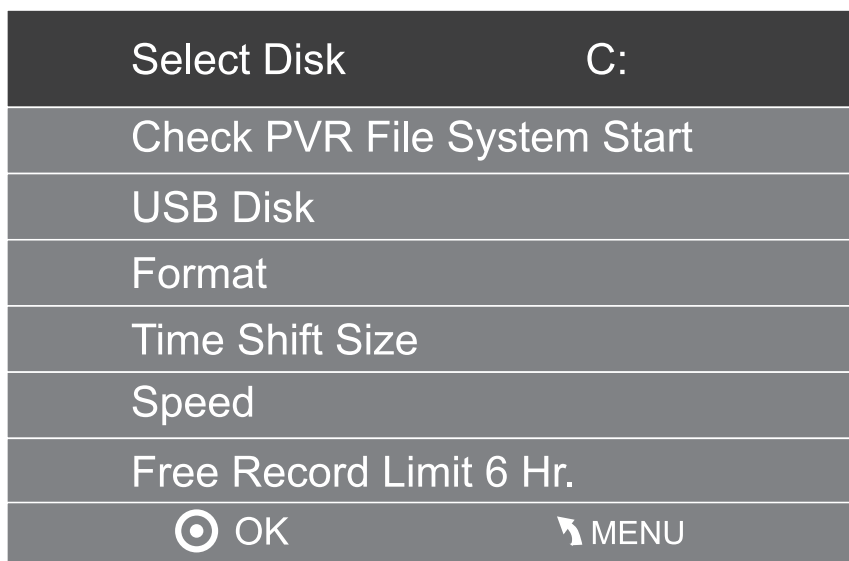 Select Disk C:
Check PVR File System Start
USB Disk
Format
Time Shift Size
Speed
Free Record Limit 6 Hr.
OK MENU